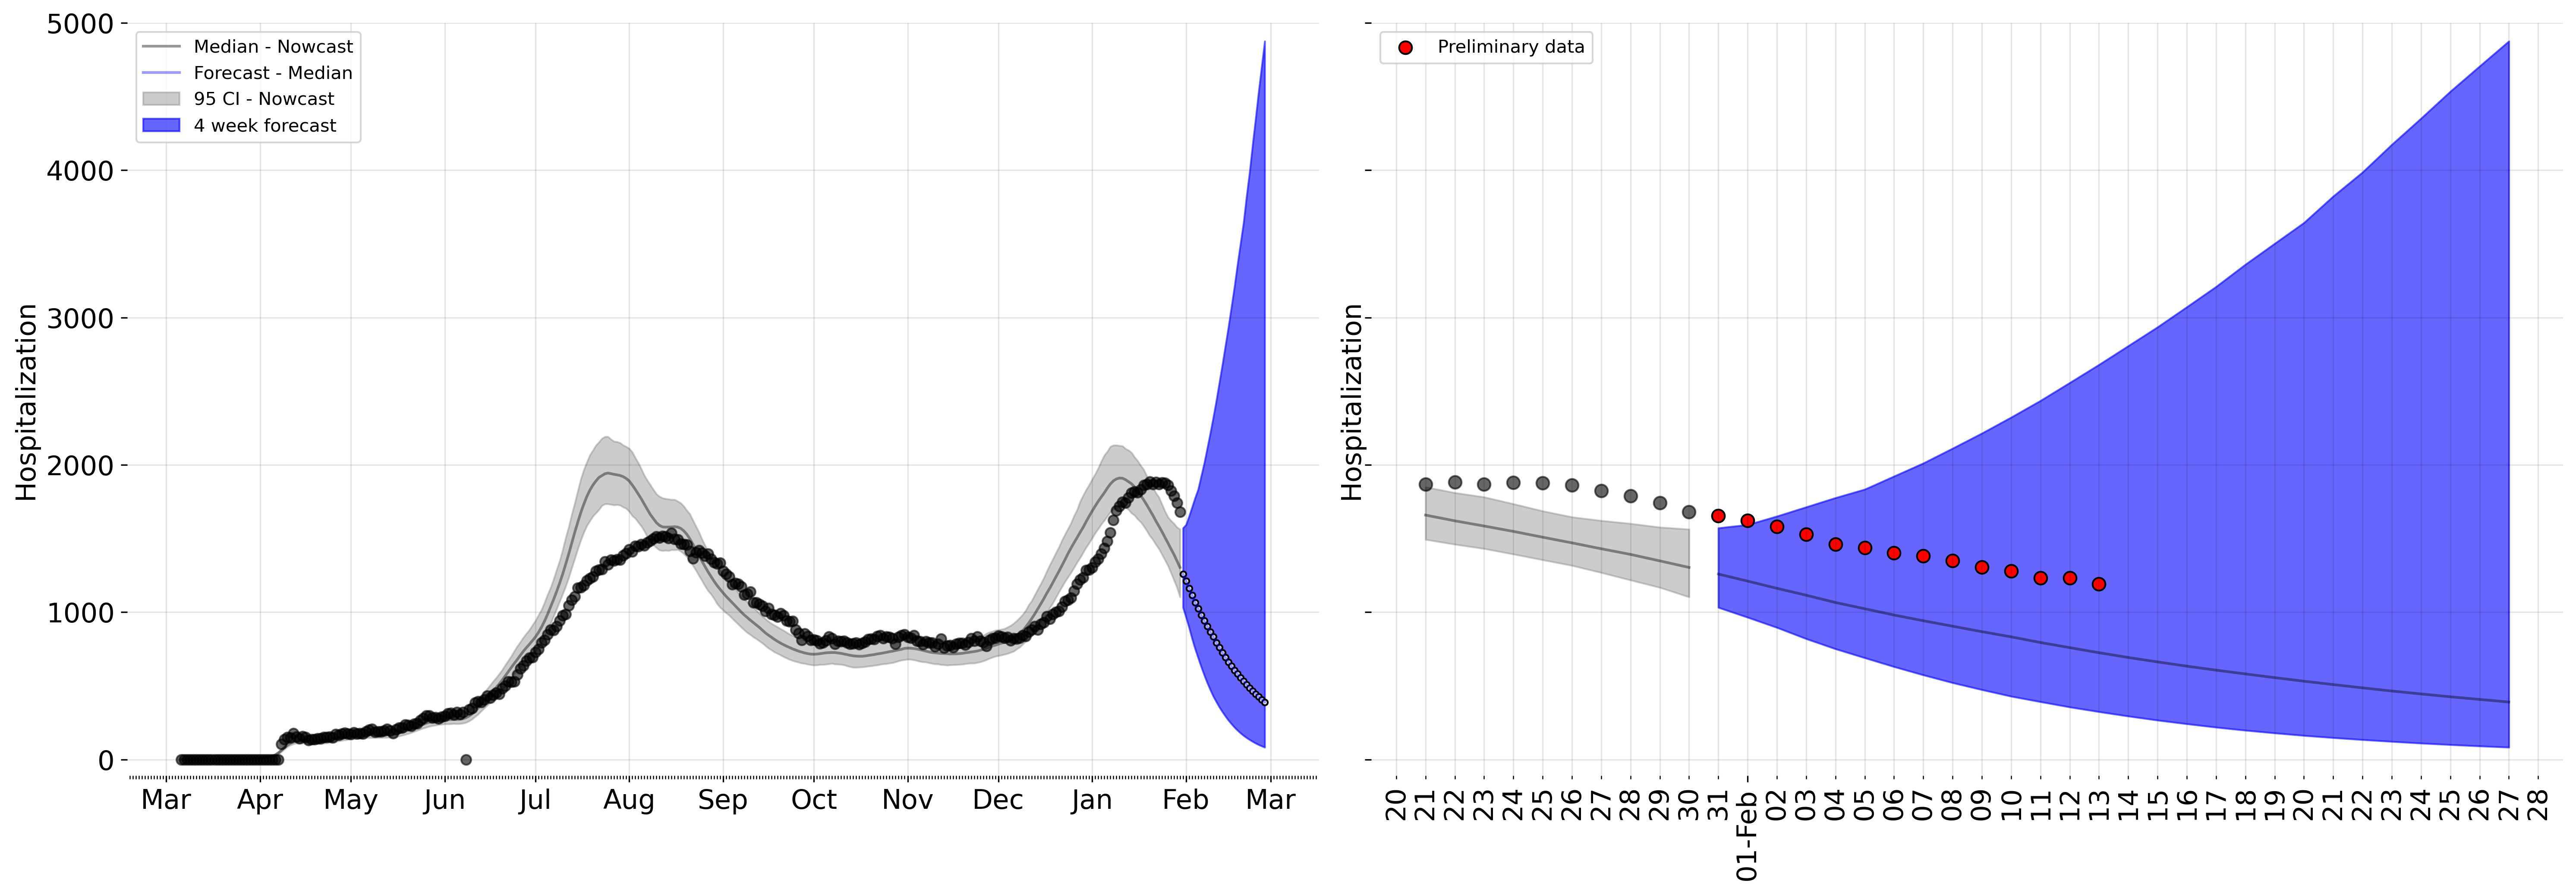 5000
4000
3000
2000
1000
0
Hospitalization
Median - Nowcast
Forecast - Median
95 CI - Nowcast
4 week forecast
Mar Apr May Jun Jul Aug Sep Oct Nov Dec Jan Feb Mar
Hospitalization
Preliminary data
20 21 22 23 24 25 26 27 28 29 30 31 01-Feb 02 03 04 05 06 07 08 09 10 11 12 13 14 15 16 17 18 19 20 21 22 23 24 25 26 27 28